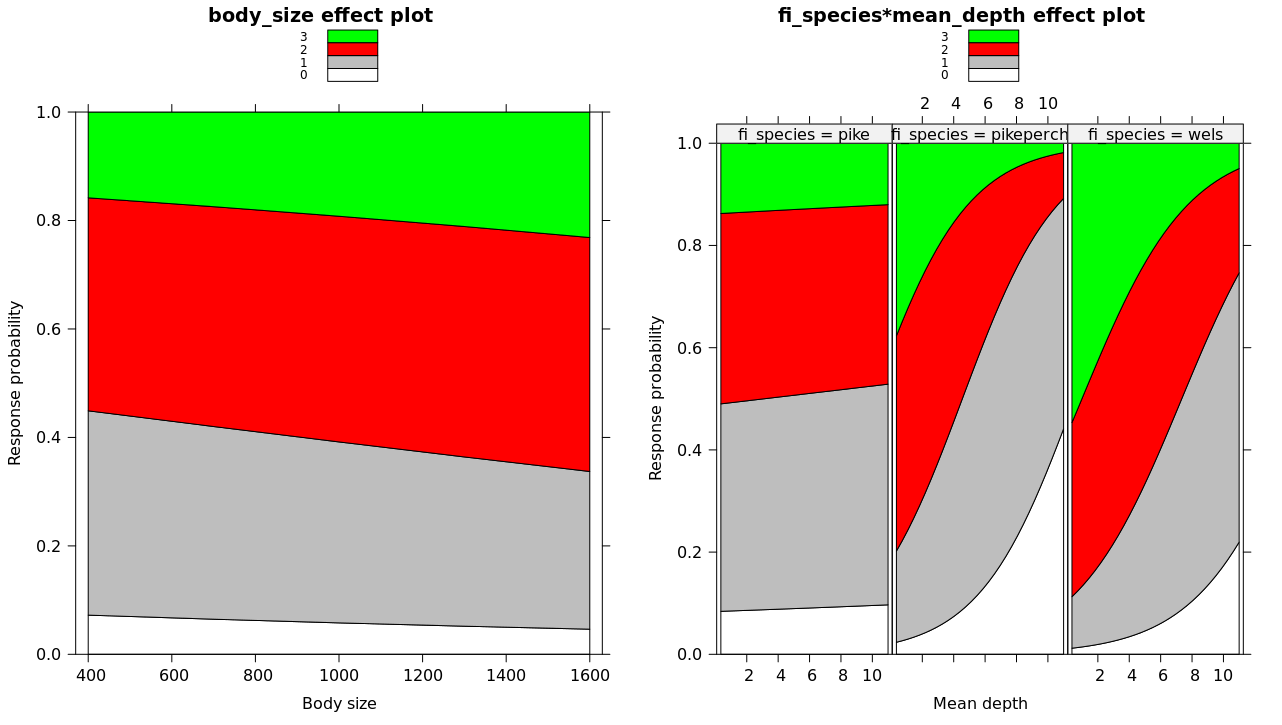 body_size effect plot
3
2
1
0
1.0
0.8
0.6
0.4
0.2
0.0
Response probability
400 600 800 1000 1200 1400 1600
Body size
fi_species*mean_depth effect plot
3
2
1
0
2 4 6 8 10
fi_species = pike fi_species = pikeperch fi_species = wels
1.0
0.8
0.6
0.4
0.2
0.0
Response probability
2 4 6 8 10 2 4 6 8 10
Mean depth